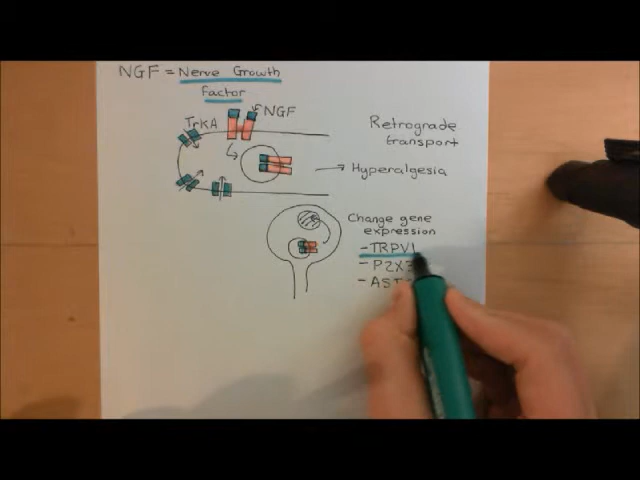 NGF = Nerve Growth
factor
TrkA
NGF
Retrograde
transport
Hyperalgesia
Change gene
expression
- TRPV1
- P2X3